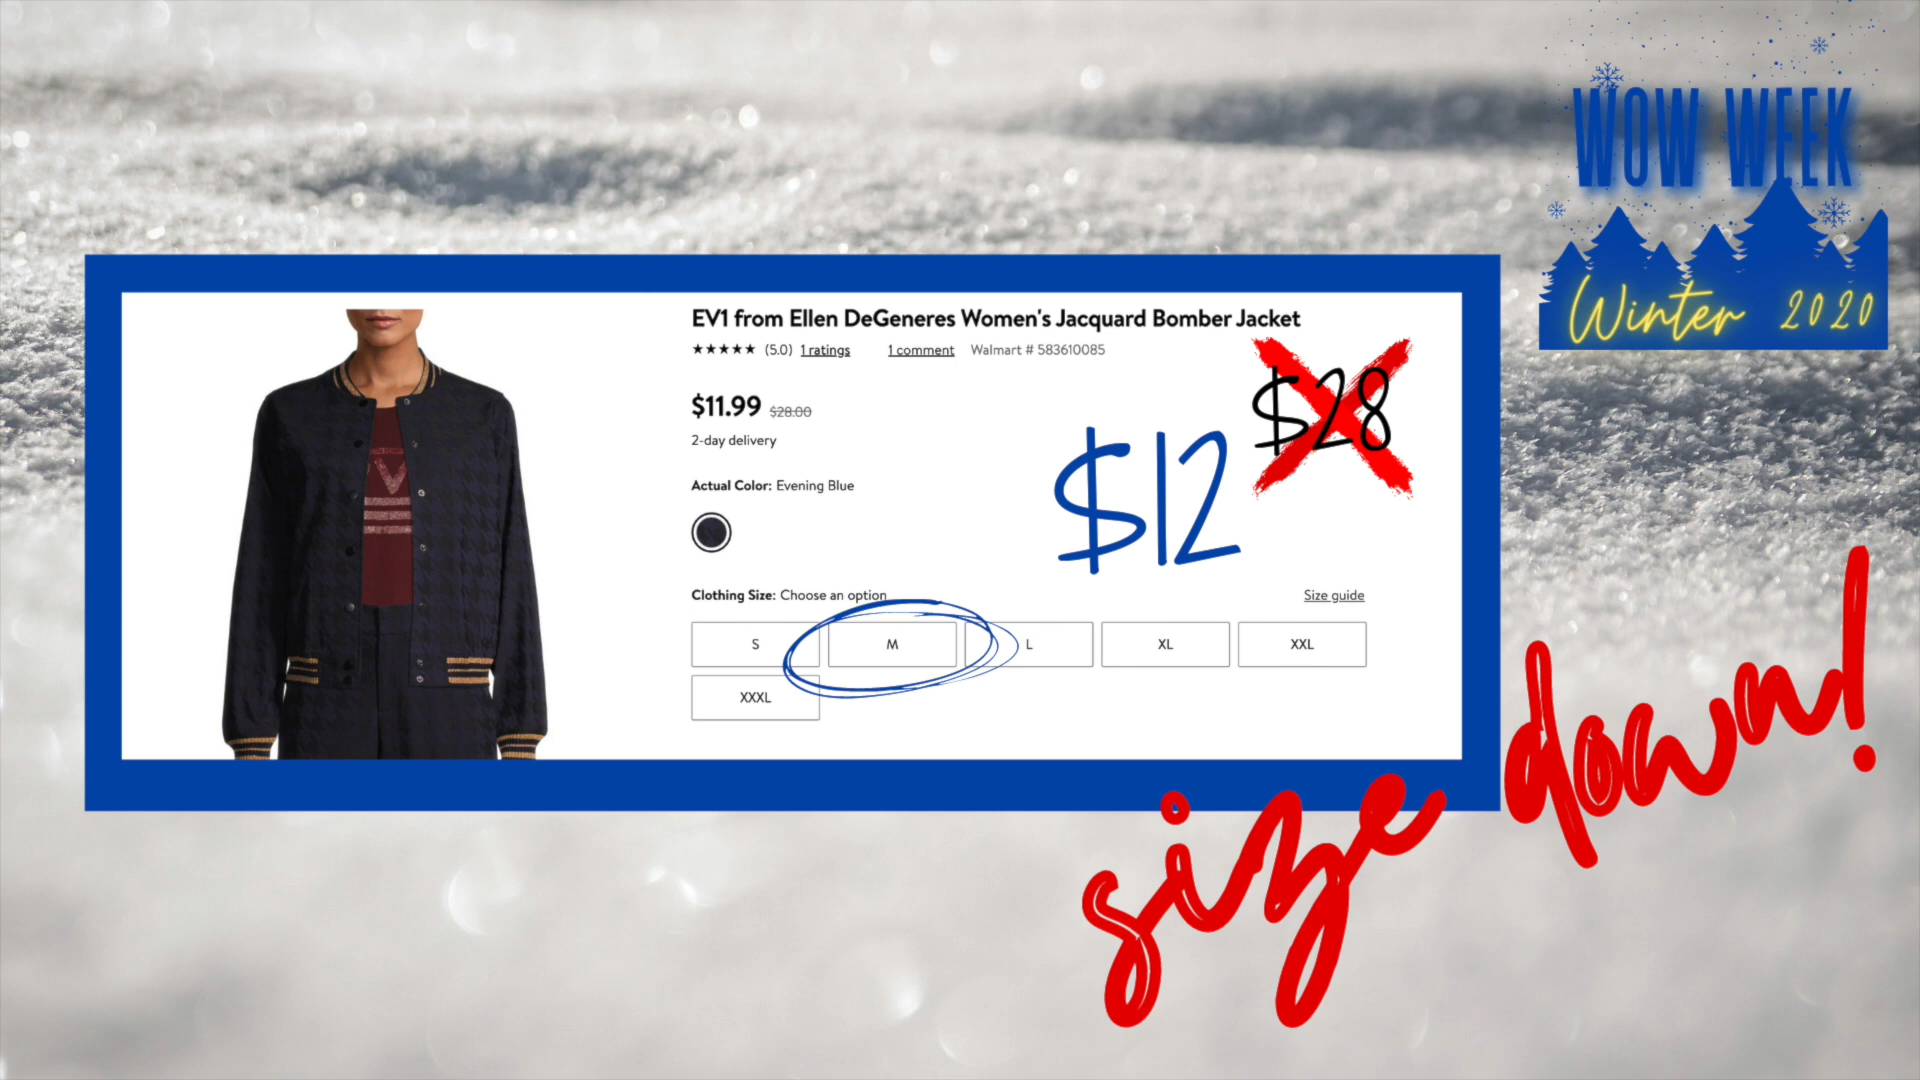 WOW WEEK
Winter 2020
EV1 from Ellen DeGeneres Women's Jacquard Bomber Jacket
★★★★★ (5.0) 1 ratings 1 comment Walmart # 583610085
$28
$11.99 $28.00
2-day delivery
$12
Actual Color: Evening Blue
Clothing Size: Choose an option
Size guide
S M L XL XXL
XXXL
size down!